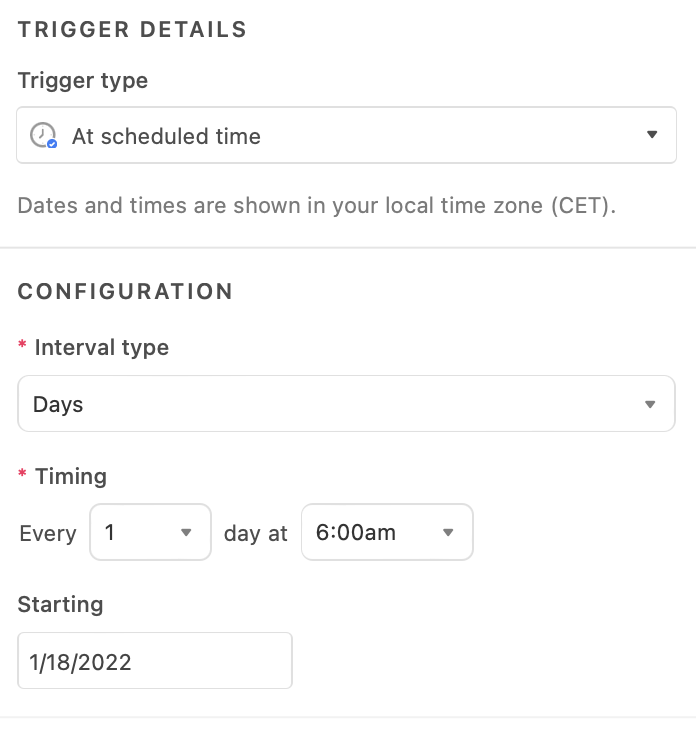 TRIGGER DETAILS
Trigger type
At scheduled time
Dates and times are shown in your local time zone (CET).
CONFIGURATION
* Interval type
Days
* Timing
Every 1 day at 6:00am
Starting
1/18/2022